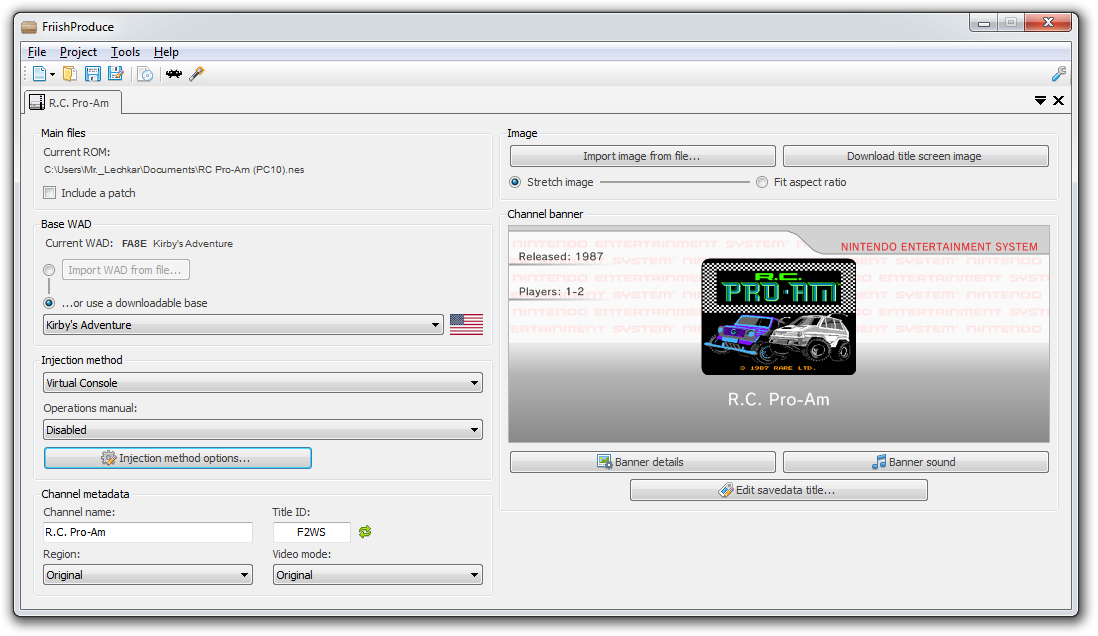 FriishProduce
File Project Tools Help
R.C. Pro-Am
Main files
Current ROM:
C:\Users\Mr._Lechkar\Documents\RC Pro-Am (PC10).nes
Include a patch
Base WAD
Current WAD: FA8E Kirby's Adventure
Import WAD from file...
...or use a downloadable base
Kirby's Adventure
Injection method
Virtual Console
Operations manual:
Disabled
Injection method options...
Channel metadata
Channel name: Title ID:
R.C. Pro-Am F2WS
Region: Video mode:
Original Original
Image
Import image from file... Download title screen image
Stretch image Fit aspect ratio
Channel banner
NINTENDO ENTERTAINMENT SYSTEM
Released: 1987
Players: 1-2
R.C.
PRO-AM
© 1987 RARE LTD.
R.C. Pro-Am
Banner details Banner sound
Edit savedata title...